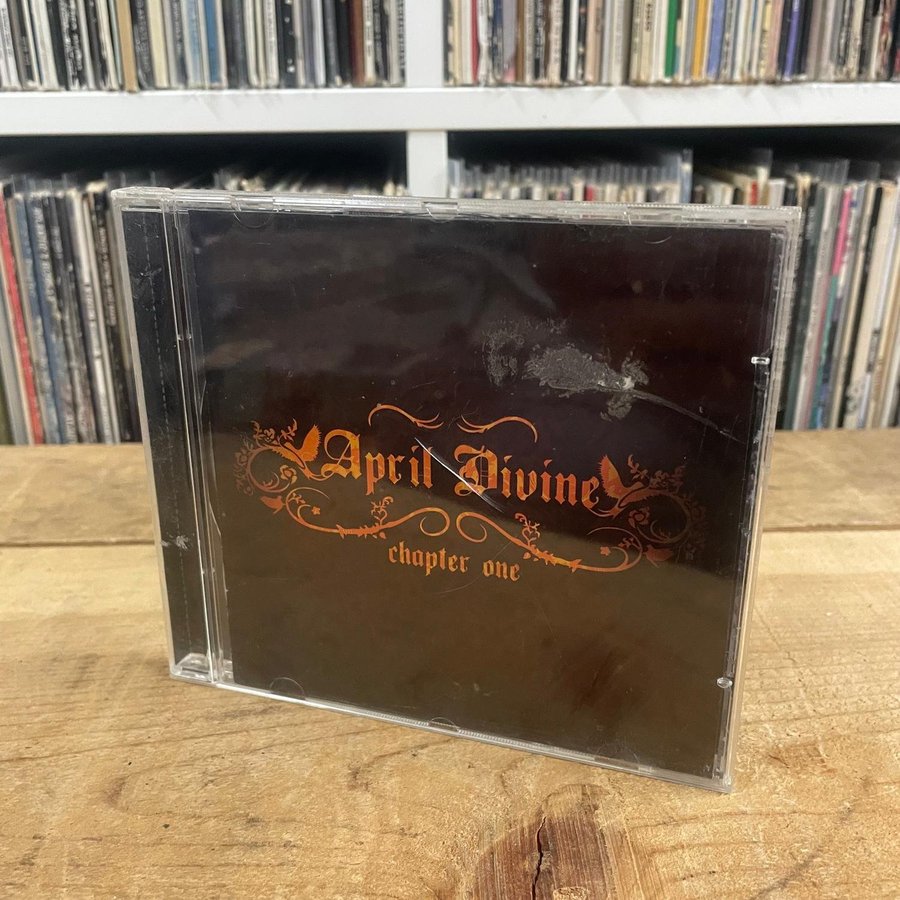 April Divine
chapter one